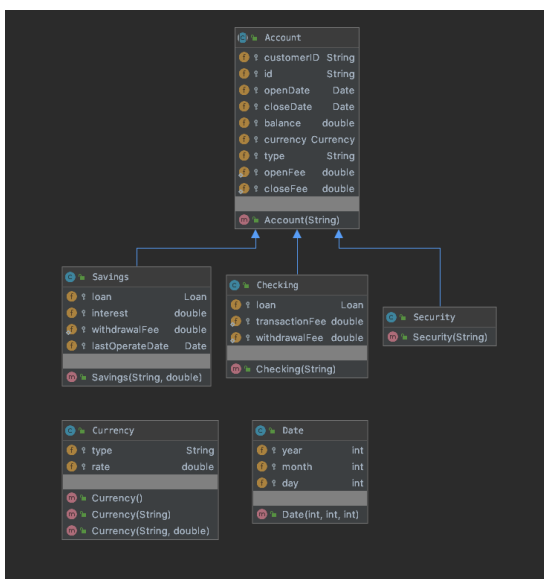 Account
customerID String
id String
openDate Date
closeDate Date
balance double
currency Currency
type String
openFee double
closeFee double
Account(String)
Savings
loan Loan
interest double
withdrawalFee double
lastOperateDate Date
Savings(String, double)
Checking
loan Loan
transactionFee double
withdrawalFee double
Checking(String)
Security
Security(String)
Currency
type String
rate double
Currency()
Currency(String)
Currency(String, double)
Date
year int
month int
day int
Date(int, int, int)